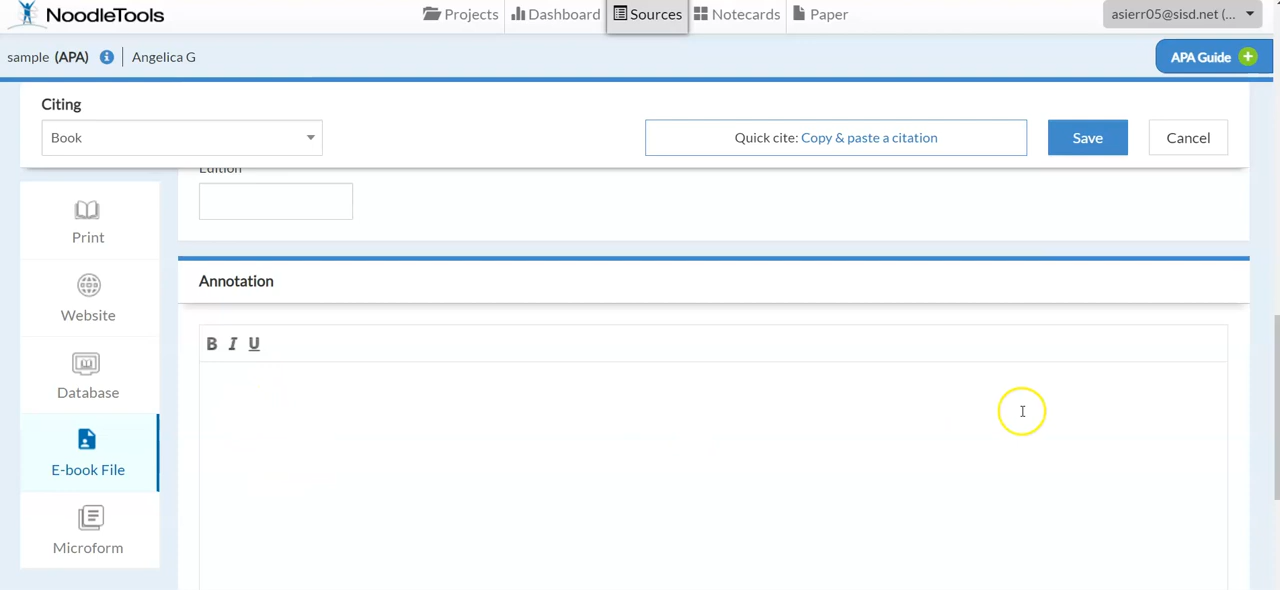 NoodleTools
Projects
Dashboard
Sources
Notecards
Paper
asierr05@sisd.net (...
sample (APA)
Angelica G
APA Guide
Citing
Book
Quick cite: Copy & paste a citation
Save
Cancel
Edition
Print
Website
Database
E-book File
Microform
Annotation
B I U